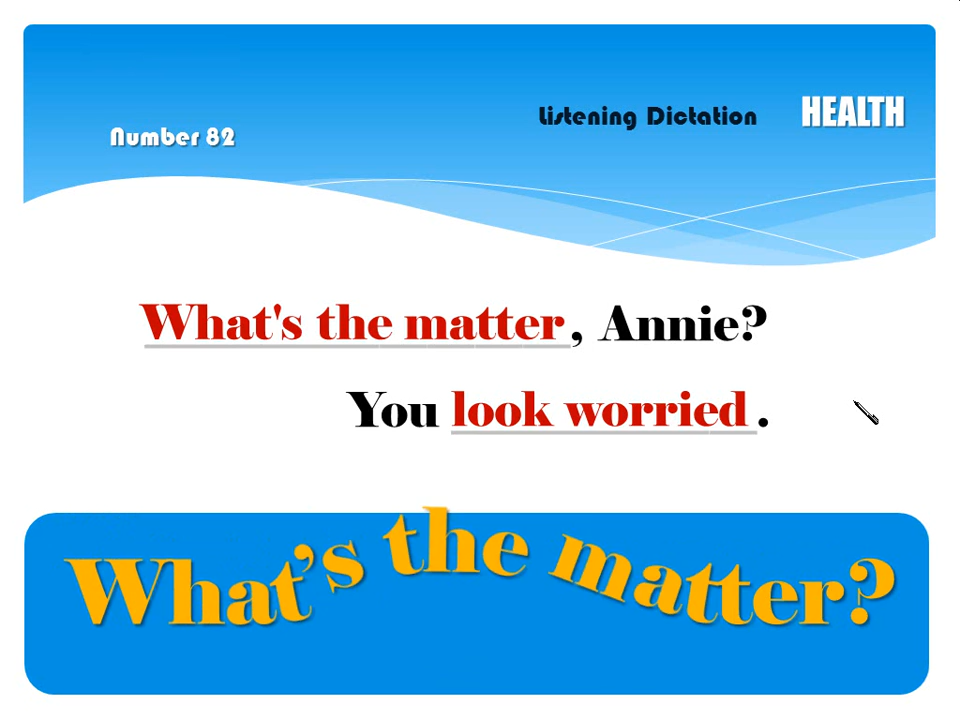 Number 82
Listening Dictation
HEALTH
What's the matter, Annie?
You look worried.
What's the matter?